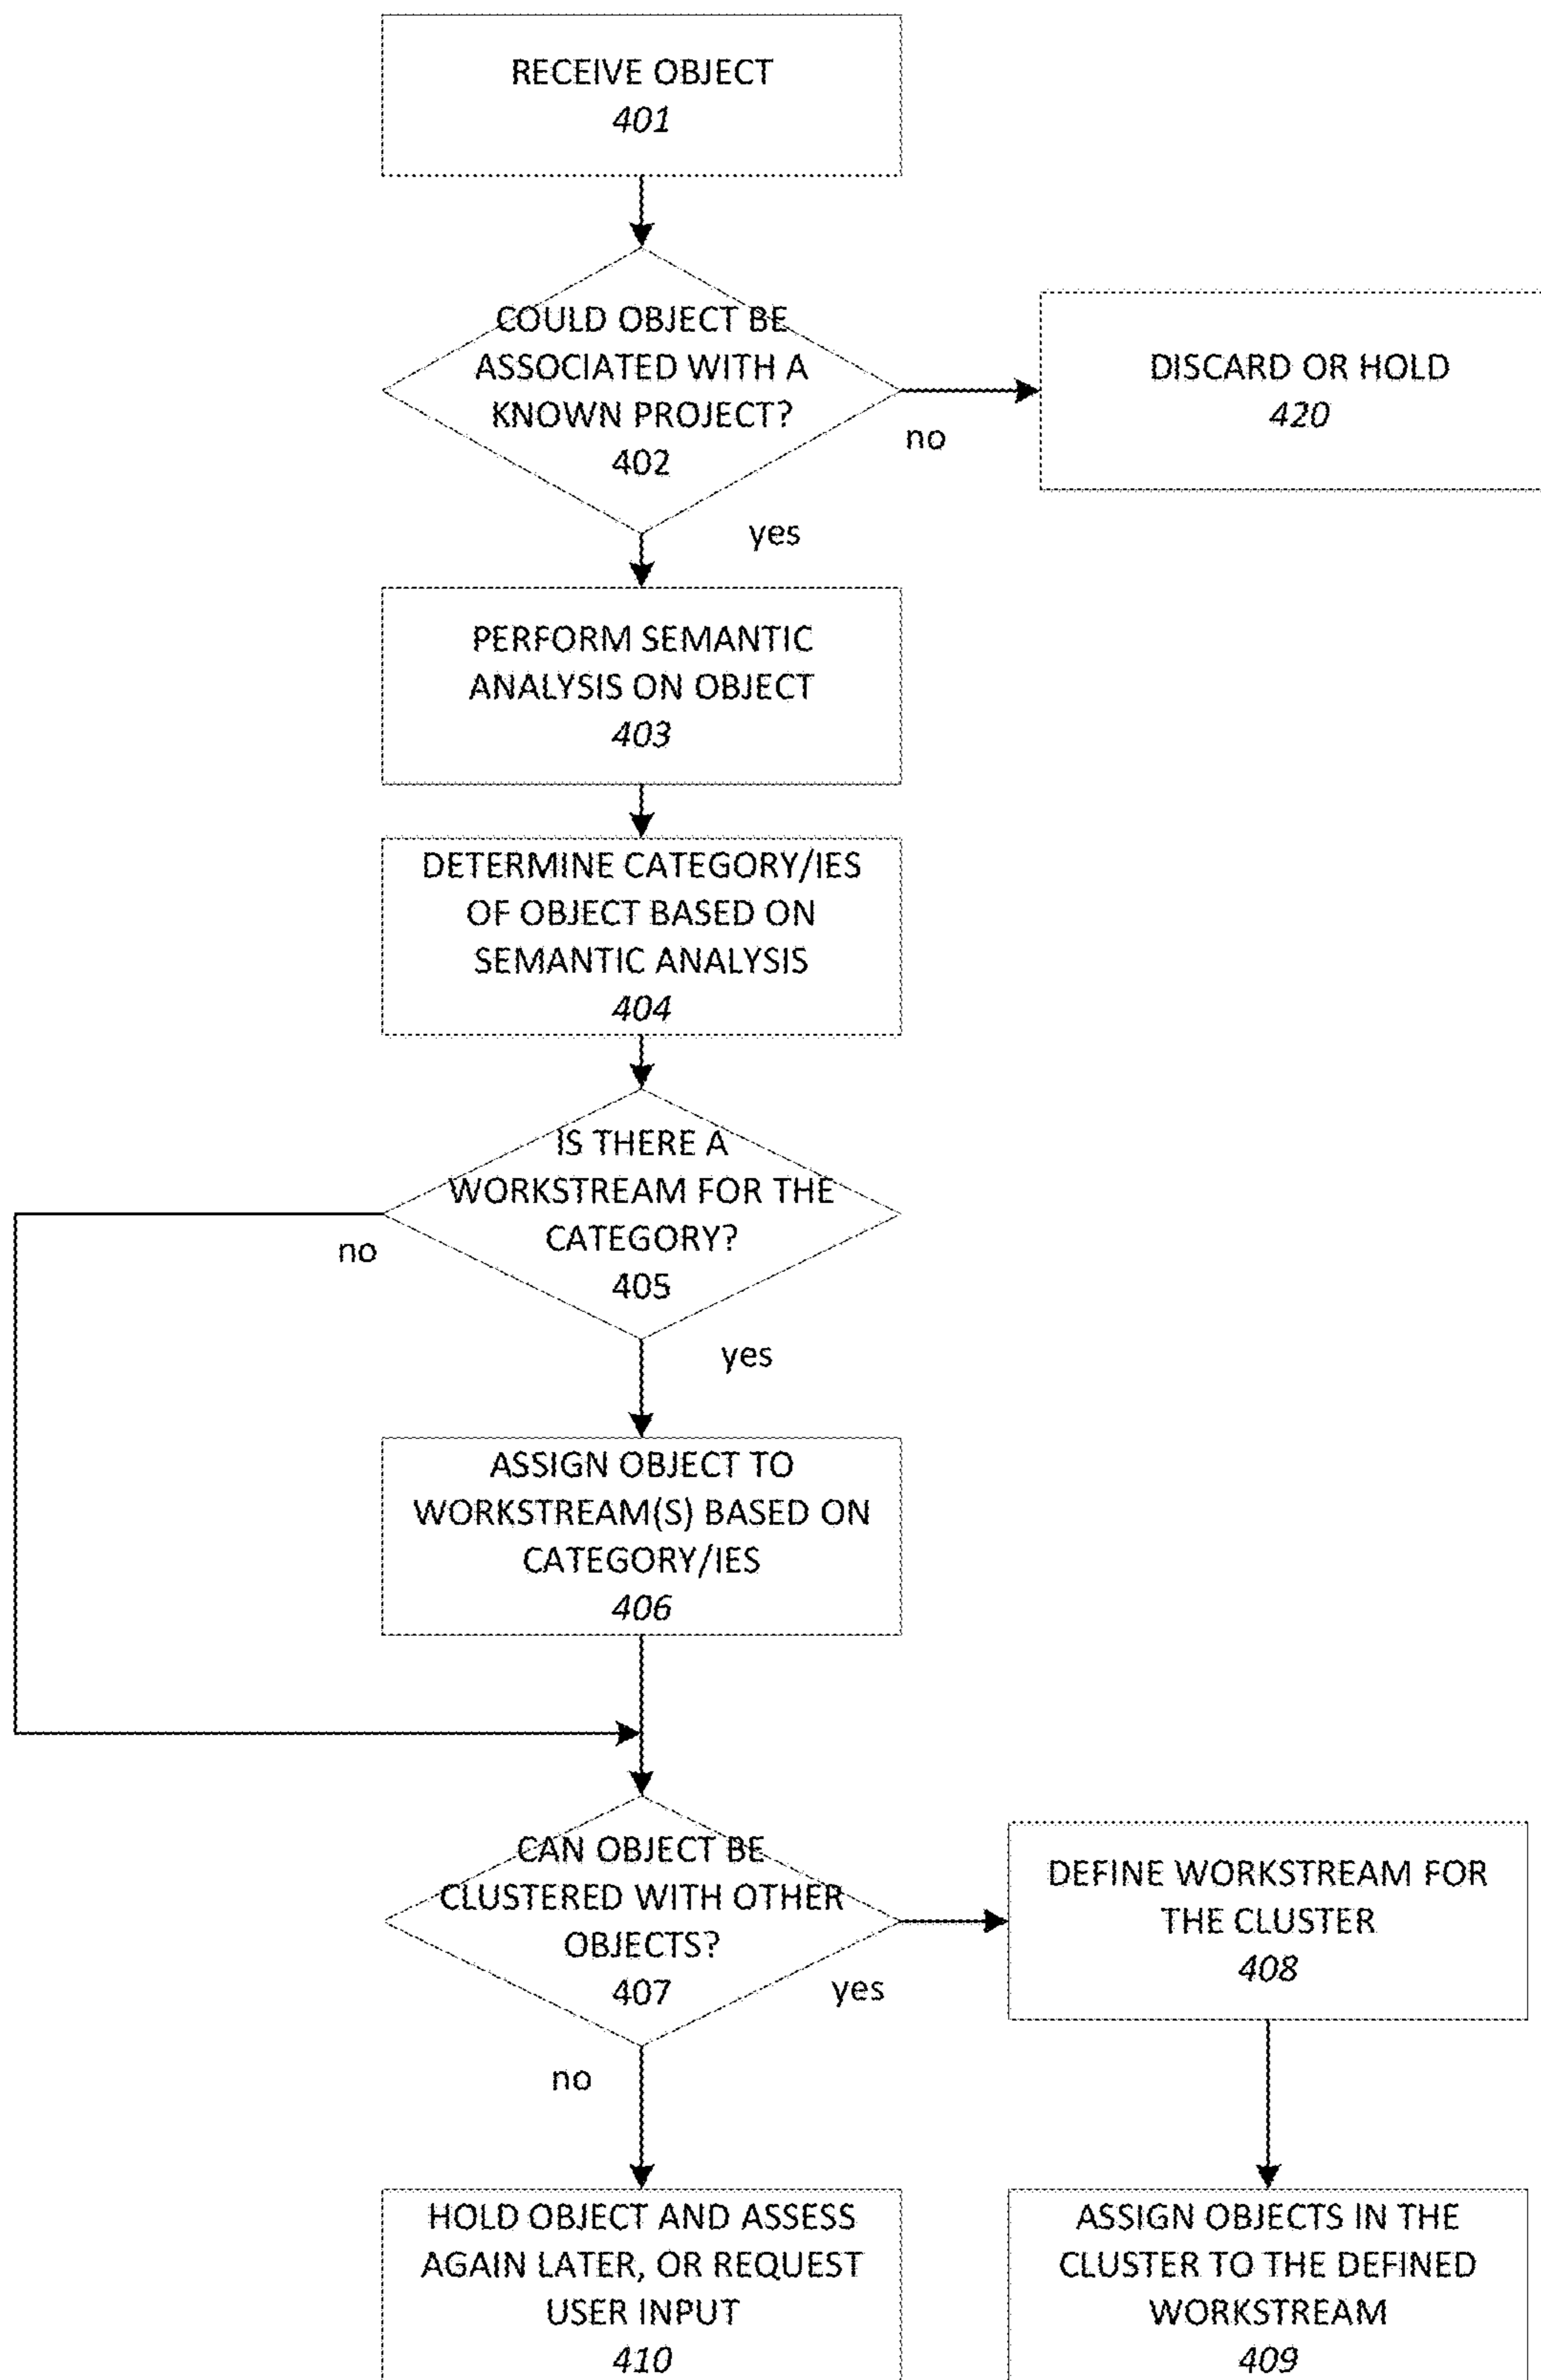 RECEIVE OBJECT
401
COULD OBJECT BE
ASSOCIATED WITH A
KNOWN PROJECT?
402
no
DISCARD OR HOLD
420
yes
PERFORM SEMANTIC
ANALYSIS ON OBJECT
403
DETERMINE CATEGORY/IES
OF OBJECT BASED ON
SEMANTIC ANALYSIS
404
IS THERE A
WORKSTREAM FOR THE
CATEGORY?
405
no
yes
ASSIGN OBJECT TO
WORKSTREAM(S) BASED ON
CATEGORY/IES
406
CAN OBJECT BE
CLUSTERED WITH OTHER
OBJECTS?
407
yes
DEFINE WORKSTREAM FOR
THE CLUSTER
408
no
HOLD OBJECT AND ASSESS
AGAIN LATER, OR REQUEST
USER INPUT
410
ASSIGN OBJECTS IN THE
CLUSTER TO THE DEFINED
WORKSTREAM
409